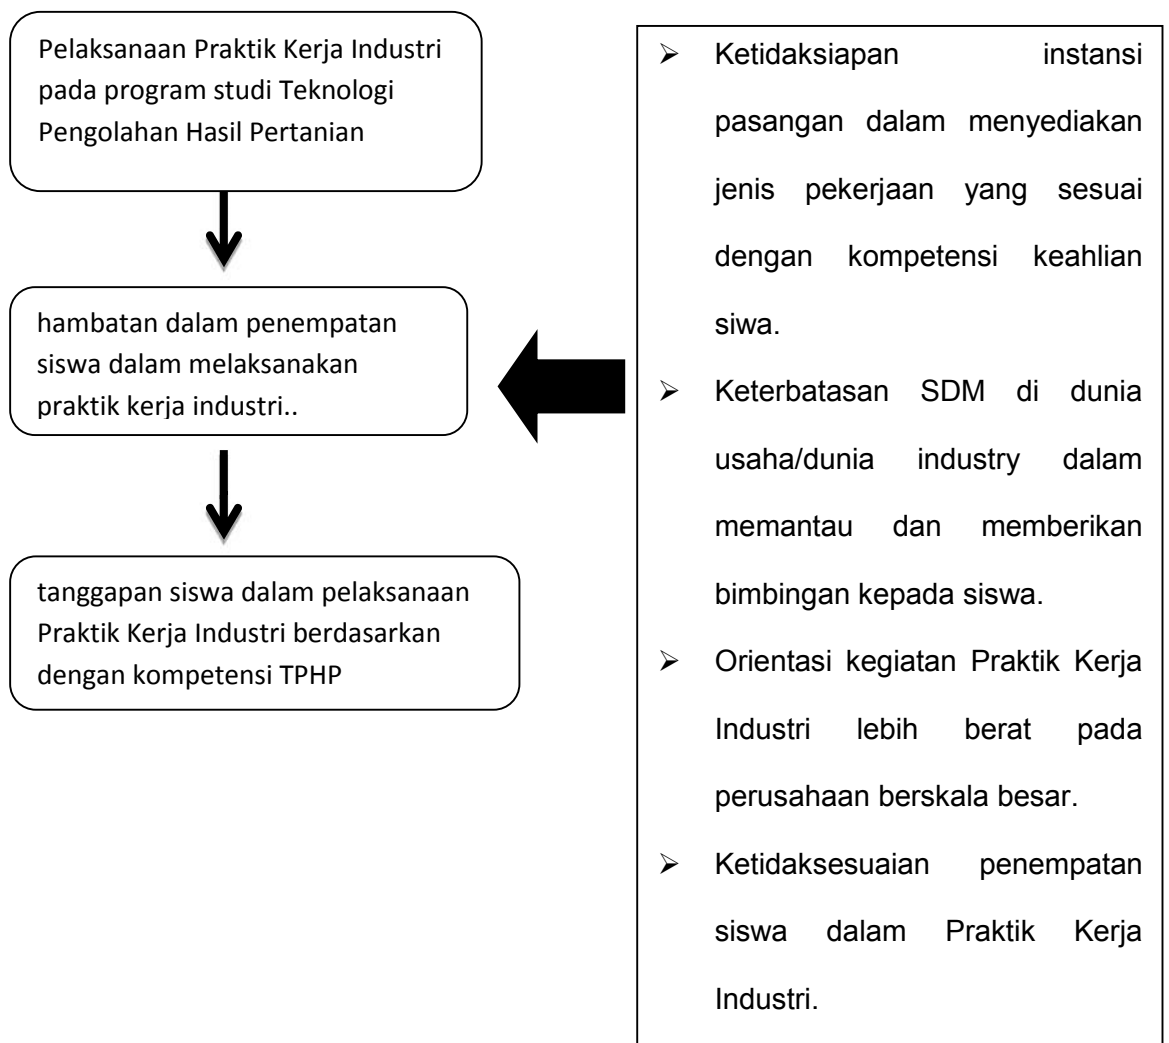 Pelaksanaan Praktik Kerja Industri
pada program studi Teknologi
Pengolahan Hasil Pertanian
hambatan dalam penempatan
siswa dalam melaksanakan
praktik kerja industri..
tanggapan siswa dalam pelaksanaan
Praktik Kerja Industri berdasarkan
dengan kompetensi TPHP
➢ Ketidaksiapan instansi
pasangan dalam menyediakan
jenis pekerjaan yang sesuai
dengan kompetensi keahlian
siwa.
➢ Keterbatasan SDM di dunia
usaha/dunia industry dalam
memantau dan memberikan
bimbingan kepada siswa.
➢ Orientasi kegiatan Praktik Kerja
Industri lebih berat pada
perusahaan berskala besar.
➢ Ketidaksesuaian penempatan
siswa dalam Praktik Kerja
Industri.